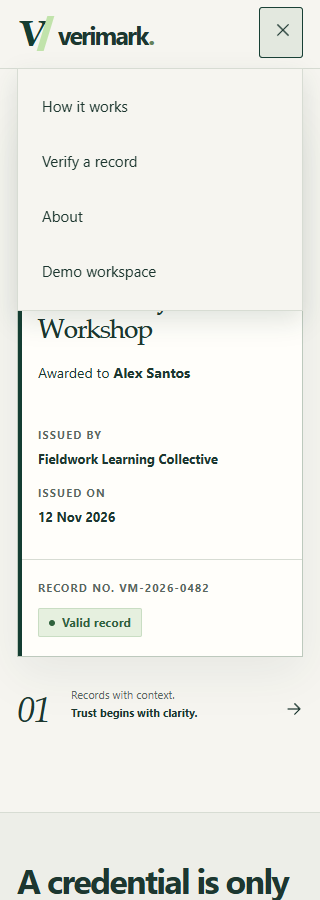 V/ verimark.
How it works
Verify a record
About
Demo workspace
Workshop
Awarded to Alex Santos
ISSUED BY
Fieldwork Learning Collective
ISSUED ON
12 Nov 2026
RECORD NO. VM-2026-0482
Valid record
01
Records with context.
Trust begins with clarity.
A credential is only